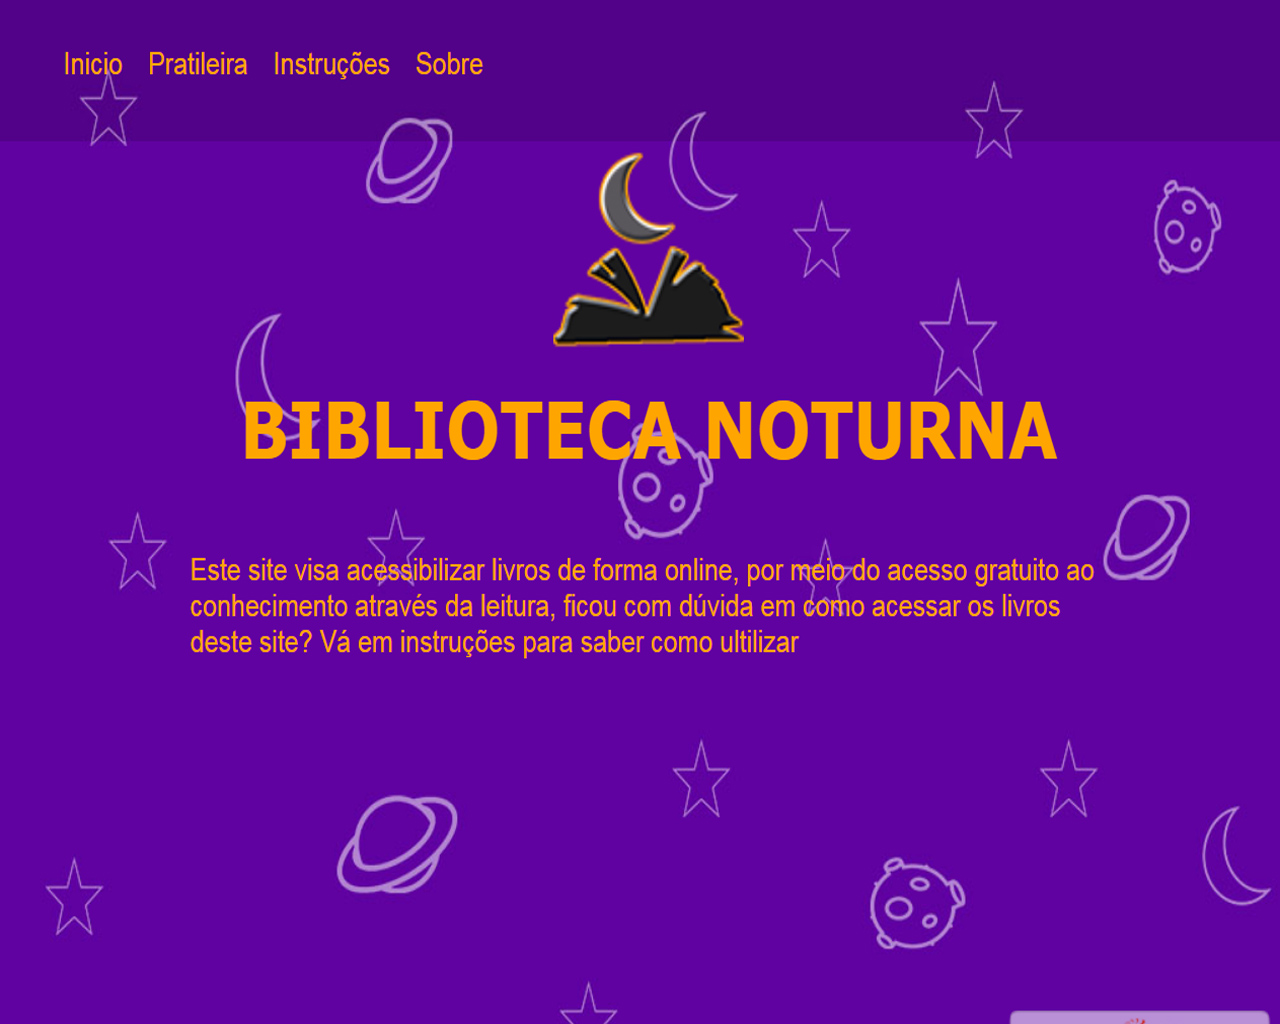 Inicio Pratileira Instruções Sobre
BIBLIOTECA NOTURNA
Este site visa acessibilizar livros de forma online, por meio do acesso gratuito ao
conhecimento através da leitura, ficou com dúvida em como acessar os livros
deste site? Vá em instruções para saber como ultilizar